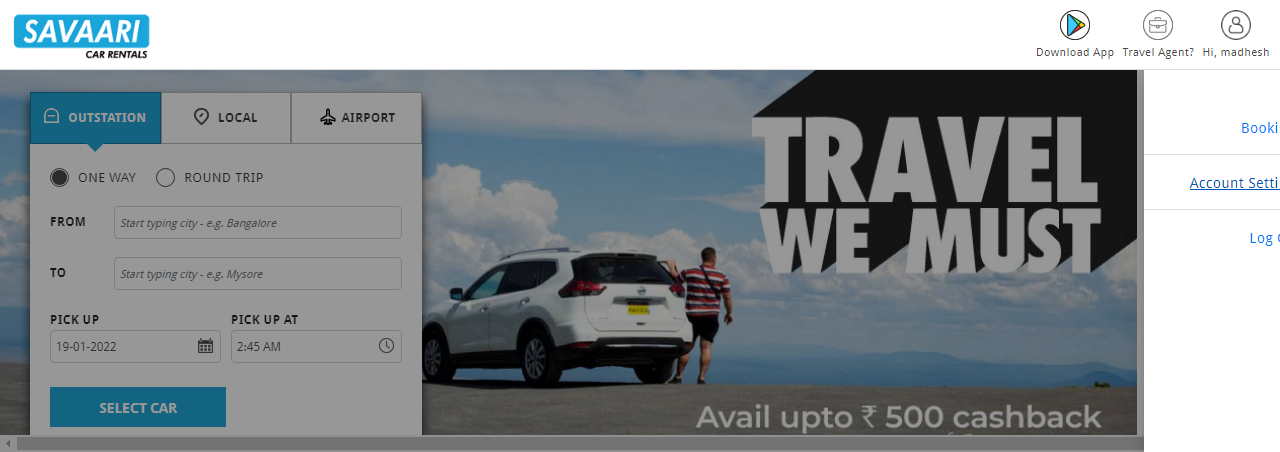 SAVAARI
CAR RENTALS
Download App
Travel Agent?
Hi, madhesh
OUTSTATION
LOCAL
AIRPORT
ONE WAY
ROUND TRIP
FROM
Start typing city - e.g. Bangalore
TO
Start typing city - e.g. Mysore
PICK UP
PICK UP AT
19-01-2022
2:45 AM
SELECT CAR
TRAVEL
WE MUST
Avail upto ₹ 500 cashback
Booki
Account Setti
Log